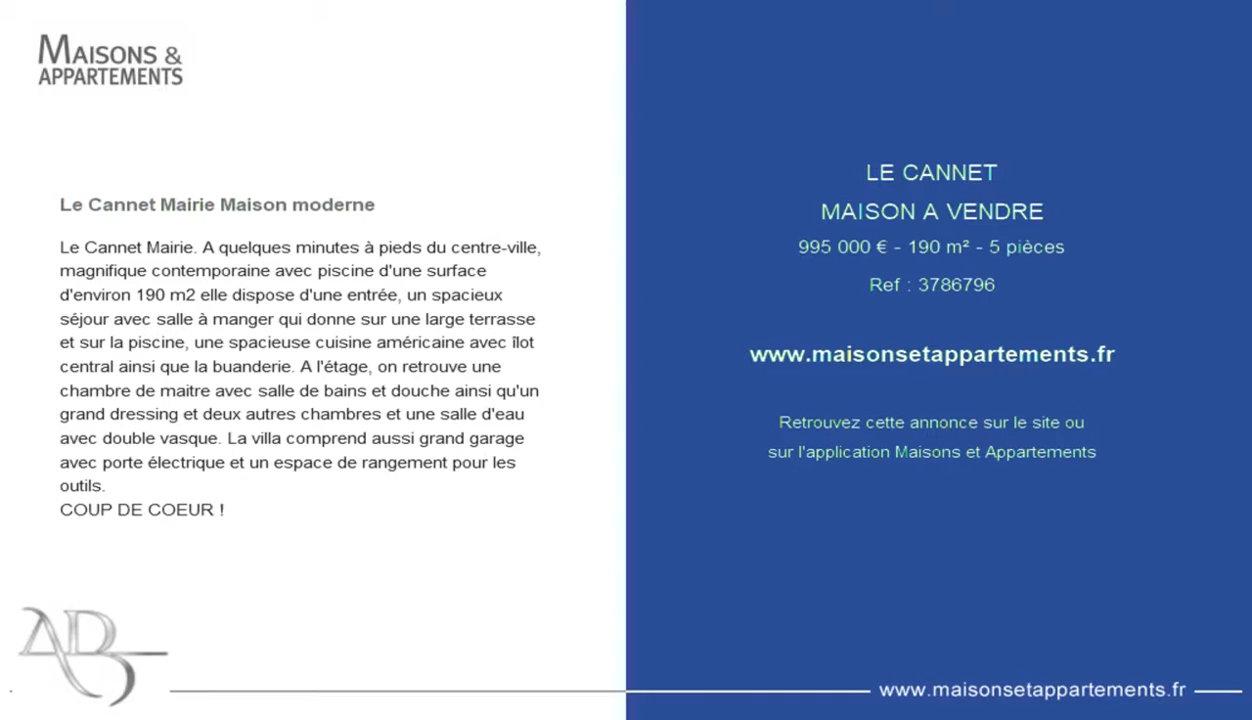 MAISONS &
APPARTEMENTS
Le Cannet Mairie Maison moderne
Le Cannet Mairie. A quelques minutes à pieds du centre-ville,
magnifique contemporaine avec piscine d'une surface
d'environ 190 m2 elle dispose d'une entrée, un spacieux
séjour avec salle à manger qui donne sur une large terrasse
et sur la piscine, une spacieuse cuisine américaine avec îlot
central ainsi que la buanderie. A l'étage, on retrouve une
chambre de maitre avec salle de bains et douche ainsi qu'un
grand dressing et deux autres chambres et une salle d'eau
avec double vasque. La villa comprend aussi grand garage
avec porte électrique et un espace de rangement pour les
outils.
COUP DE COEUR !
AB
LE CANNET
MAISON A VENDRE
995 000 € - 190 m² - 5 pièces
Ref : 3786796
www.maisonsetappartements.fr
Retrouvez cette annonce sur le site ou
sur l'application Maisons et Appartements
www.maisonsetappartements.fr